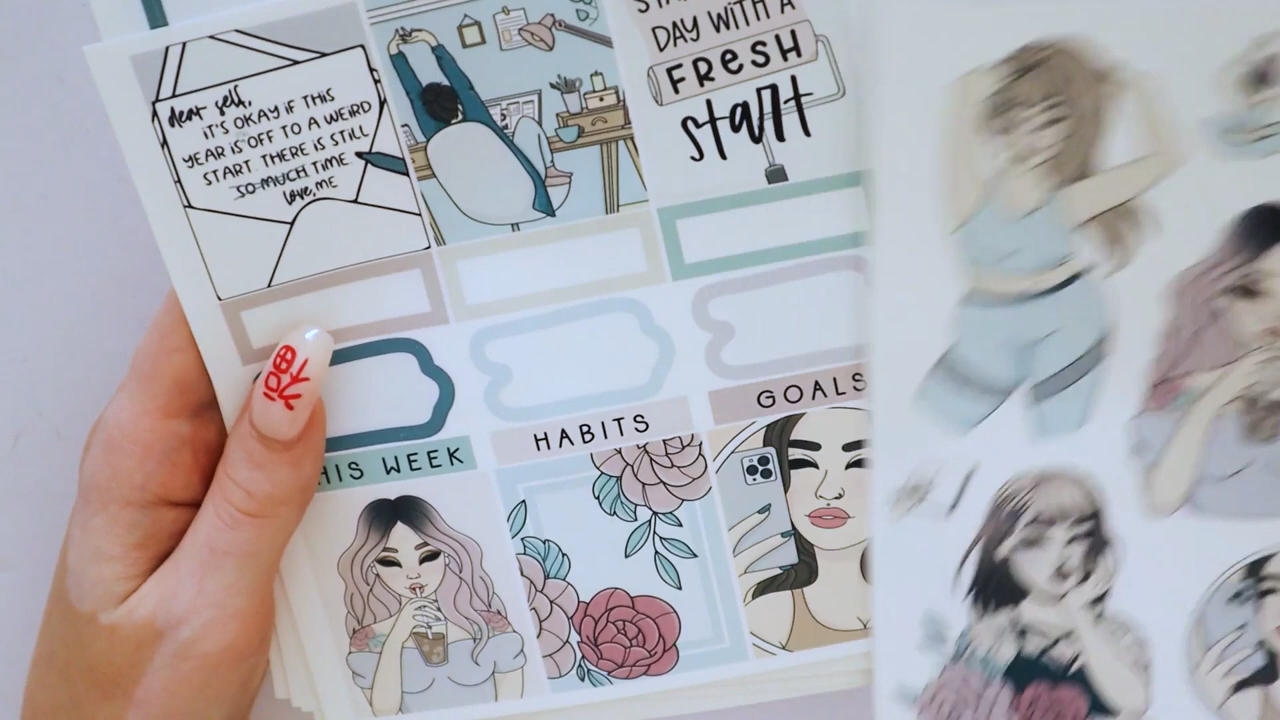 dear self,
IT'S OKAY IF THIS
YEAR IS OFF TO A WEIRD
START. THERE IS STILL
SO MUCH TIME.
love, ME
DAY WITH A
FRESH
start
GOALS
HABITS
HIS WEEK